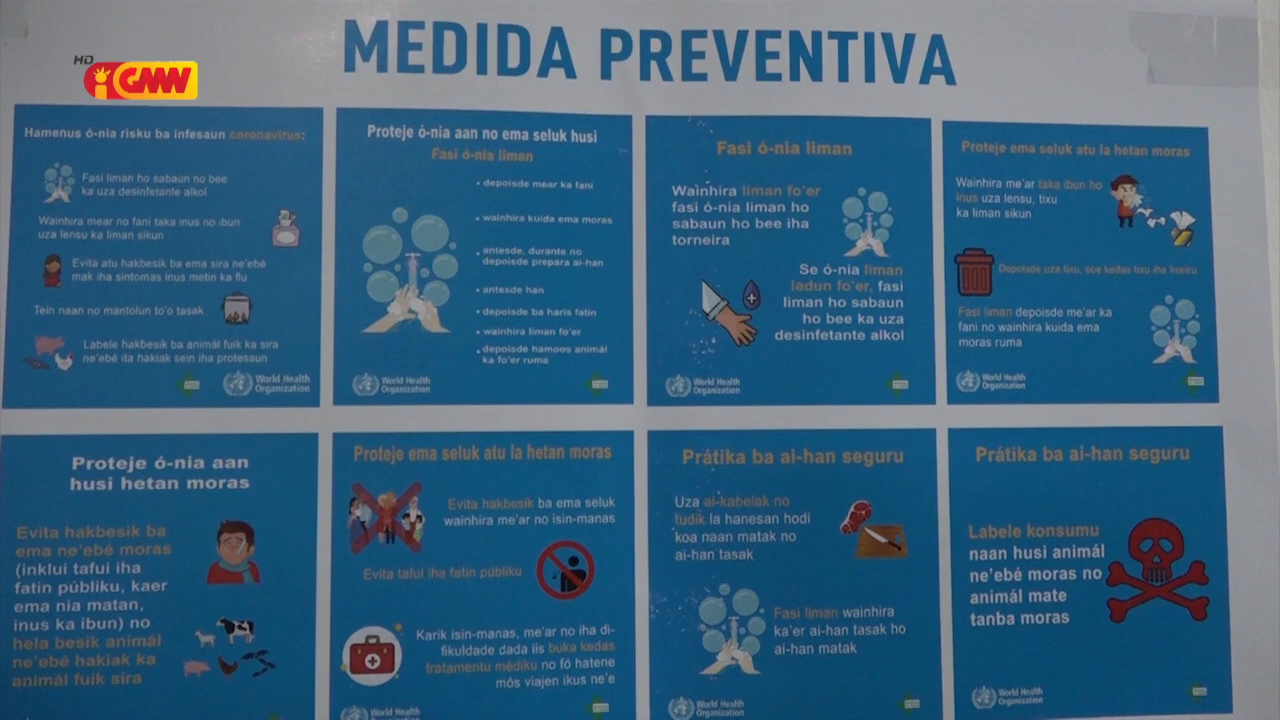 HD
GMN
MEDIDA PREVENTIVA
Hamenus ó-nia risku ba infesaun coronavirus:
Fasi liman ho sabaun no bee
ka uza desinfetante alkol
Wainhira mear no fani taka inus no ibun
uza lensu ka liman sikun
Evita atu hakbesik ba ema sira ne'ebé
mak iha sintomas inus metin ka flu
Tein naan no mantolun to'o tasak
Labele hakbesik ba animál fuik ka sira
ne'ebé ita hakiak sein iha protesaun
World Health
Organization
Proteje ó-nia aan no ema seluk husi
Fasi ó-nia liman
• depoisde mear ka fani
• wainhira kuida ema moras
• antesde, durante no
depoisde prepara ai-han
• antesde han
• depoisde ba haris fatin
• wainhira liman fo'er
• depoisde hamoos animál
ka fo'er ruma
World Health
Organization
Fasi ó-nia liman
Wainhira liman fo'er
fasi ó-nia liman ho
sabaun ho bee iha
torneira
Se ó-nia liman
ladun fo'er, fasi
liman ho sabaun
ho bee ka uza
desinfetante alkol
World Health
Organization
Proteje ema seluk atu la hetan moras
Wainhira me'ar taka ibun ho
inus uza lensu, tixu
ka liman sikun
Depoisde uza tixu, soe kedas tixu iha lixeiru
Fasi liman depoisde me'ar ka
fani no wainhira kuida ema
moras ruma
World Health
Organization
Proteje ó-nia aan
husi hetan moras
Evita hakbesik ba
ema ne'ebé moras
(inklui tafui iha
fatin públiku, kaer
ema nia matan,
inus ka ibun) no
hela besik animál
ne'ebé hakiak ka
animál fuik sira
Proteje ema seluk atu la hetan moras
Evita hakbesik ba ema seluk
wainhira me'ar no isin-manas
Evita tafui iha fatin públiku
Karik isin-manas, me'ar no iha di-
fikuldade dada iis buka kedas
tratamentu médiku no fó hatene
mós viajen ikus ne'e
World Health
Organization
Prátika ba ai-han seguru
Uza ai-kabelak no
tudik la hanesan hodi
koa naan matak no
ai-han tasak
Fasi liman wainhira
ka'er ai-han tasak ho
ai-han matak
World Health
Organization
Prátika ba ai-han seguru
Labele konsumu
naan husi animál
ne'ebé moras no
animál mate
tanba moras
World Health
Organization